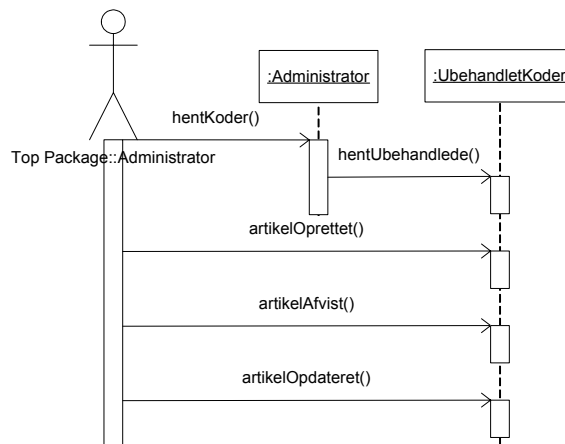 :Administrator
:UbehandletKoder
hentKoder()
hentUbehandlede()
Top Package::Administrator
artikelOprettet()
artikelAfvist()
artikelOpdateret()